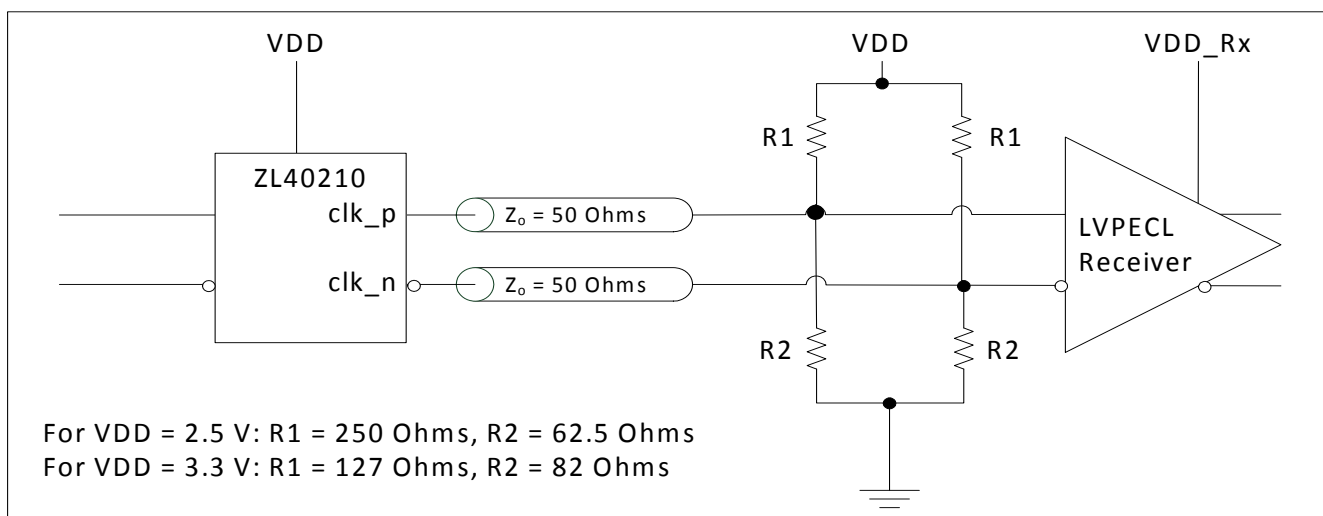 VDD
VDD
VDD_Rx
R1
R1
ZL40210
clk_p
Zo = 50 Ohms
LVPECL
Receiver
clk_n
Zo = 50 Ohms
R2
R2
For VDD = 2.5 V: R1 = 250 Ohms, R2 = 62.5 Ohms
For VDD = 3.3 V: R1 = 127 Ohms, R2 = 82 Ohms